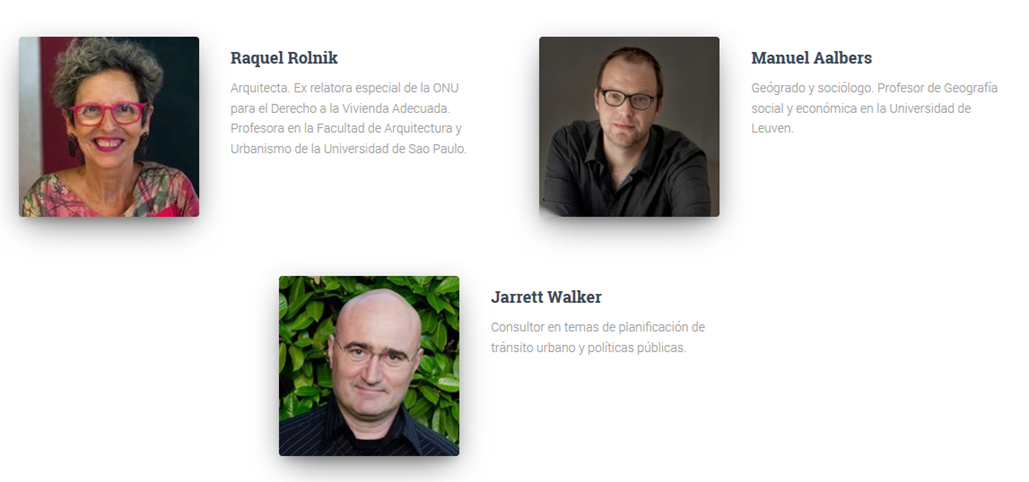 Raquel Rolnik
Arquitecta. Ex relatora especial de la ONU
para el Derecho a la Vivienda Adecuada.
Profesora en la Facultad de Arquitectura y
Urbanismo de la Universidad de Sao Paulo.
Manuel Aalbers
Geógrado y sociólogo. Profesor de Geografía
social y económica en la Universidad de
Leuven.
Jarrett Walker
Consultor en temas de planificación de
tránsito urbano y políticas públicas.